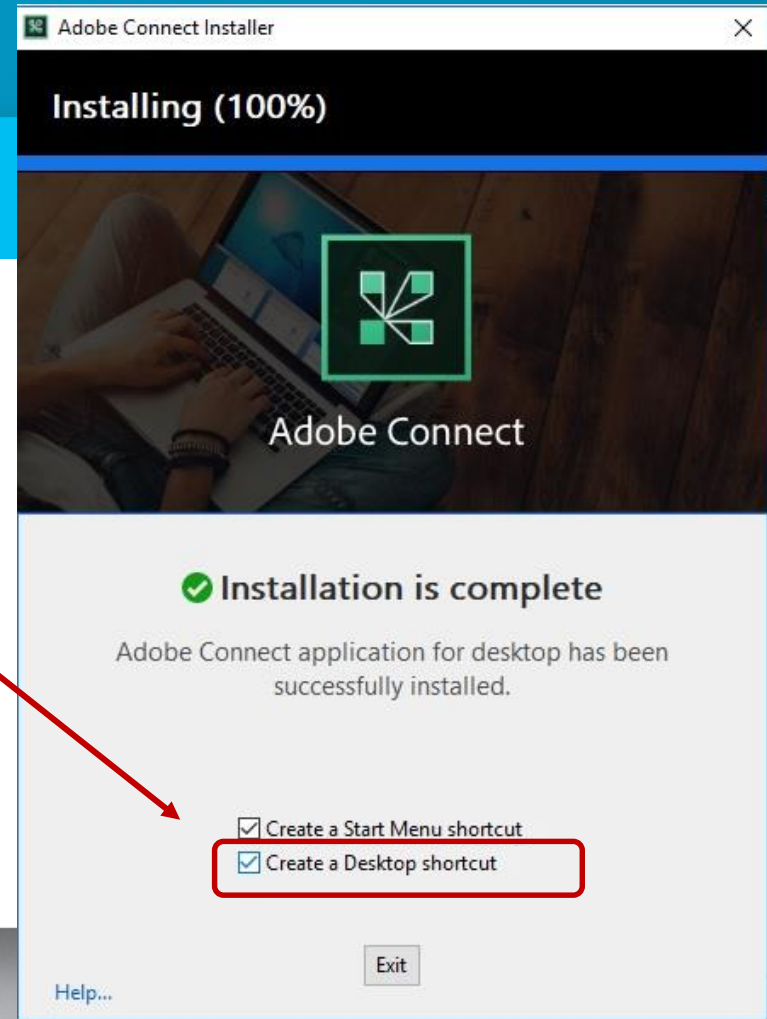 Adobe Connect Installer
Installing (100%)
Adobe Connect
Installation is complete
Adobe Connect application for desktop has been
successfully installed.
Create a Start Menu shortcut
Create a Desktop shortcut
Exit
Help...